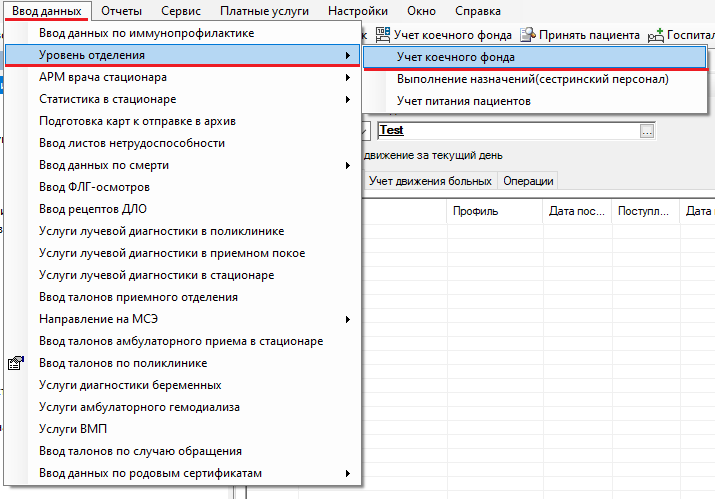 Ввод данных Отчеты Сервис Платные услуги Настройки Окно Справка
Учет коечного фонда Принять пациента Госпитал
Ввод данных по иммунопрофилактике
Уровень отделения
АРМ врача стационара
Статистика в стационаре
Подготовка карт к отправке в архив
Ввод листов нетрудоспособности
Ввод данных по смерти
Ввод ФЛГ-осмотров
Ввод рецептов ДЛО
Услуги лучевой диагностики в поликлинике
Услуги лучевой диагностики в приемном покое
Услуги лучевой диагностики в стационаре
Ввод талонов приемного отделения
Направление на МСЭ
Ввод талонов амбулаторного приема в стационаре
Ввод талонов по поликлинике
Услуги диагностики беременных
Услуги амбулаторного гемодиализа
Услуги ВМП
Ввод талонов по случаю обращения
Ввод данных по родовым сертификатам
Учет коечного фонда
Выполнение назначений(сестринский персонал)
Учет питания пациентов
Test ...
движение за текущий день
Учет движения больных Операции
Профиль Дата пос... Поступл... Дата